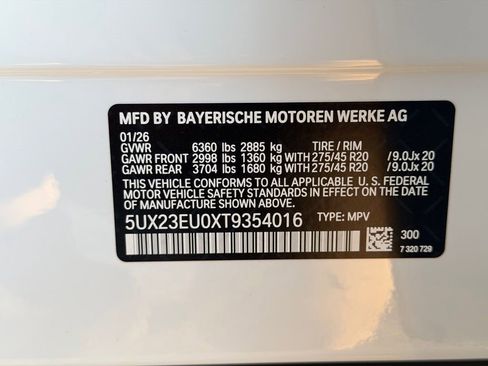 MFD BY BAYERISCHE MOTOREN WERKE AG
01/26
GVWR 6360 lbs 2885 kg TIRE / RIM
GAWR FRONT 2998 lbs 1360 kg WITH 275/45 R20 /9.0Jx 20
GAWR REAR 3704 lbs 1680 kg WITH 275/45 R20 /9.0Jx 20
THIS VEHICLE CONFORMS TO ALL APPLICABLE U. S. FEDERAL
MOTOR VEHICLE SAFETY STANDARDS IN EFFECT ON THE DATE
OF MANUFACTURE SHOWN ABOVE.
5UX23EU0XT9354016 TYPE: MPV
300
7 320 729